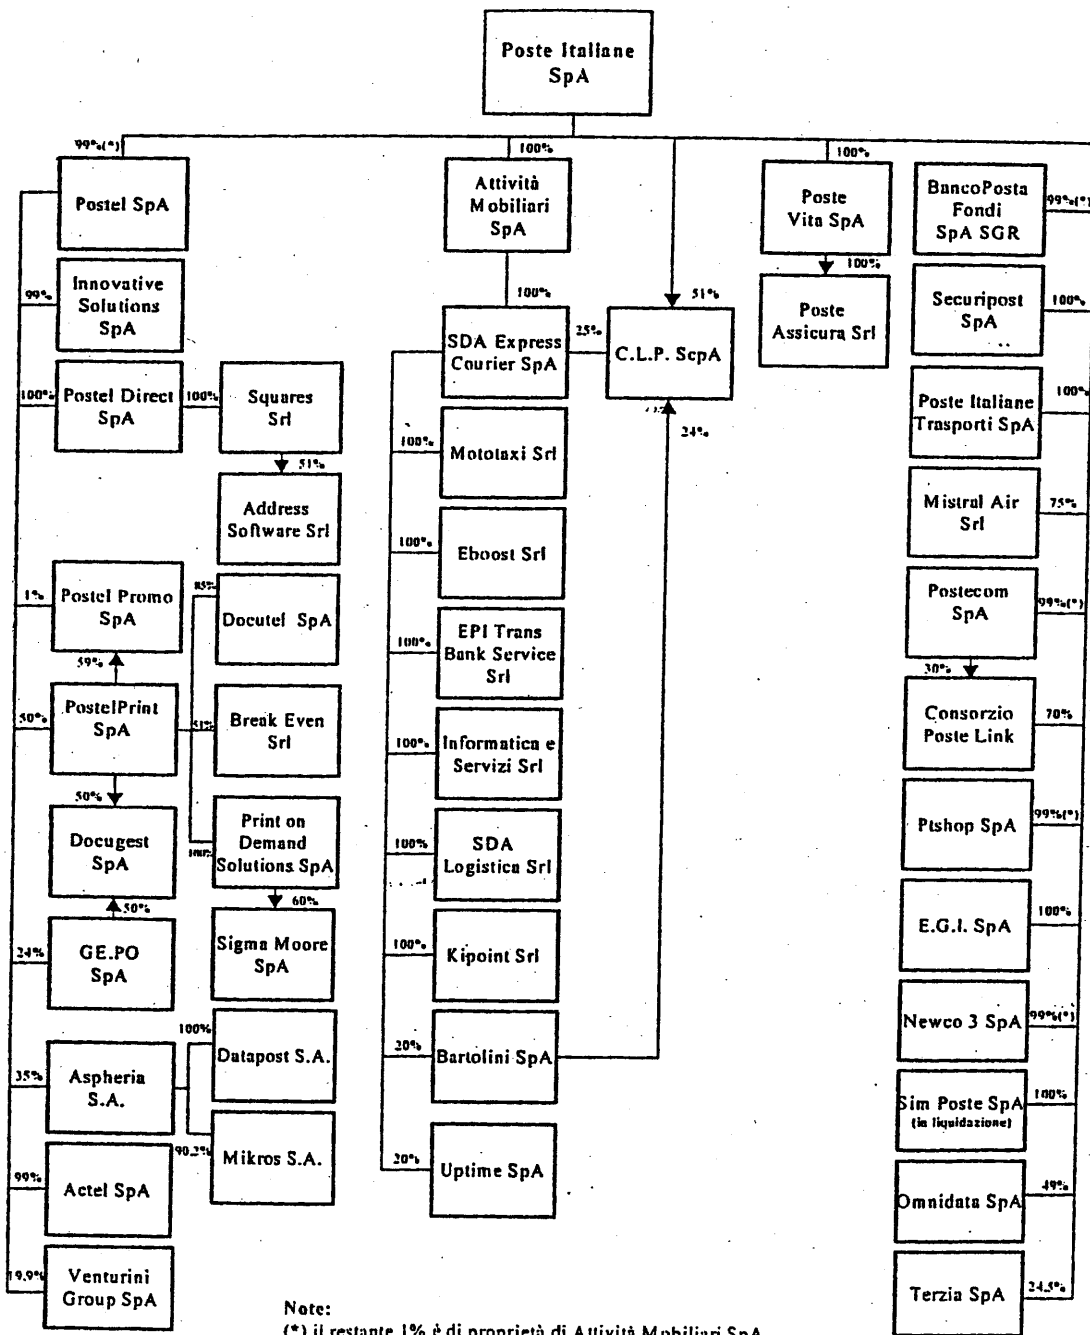 Poste Italiane
SpA
99%(*)
100%
100%
Postel SpA
Attività
Mobiliari
SpA
Poste
Vita SpA
BancoPosta
Fondi
SpA SGR
99%(*)
99%
Innovative
Solutions
SpA
100%
SDA Express
Courier SpA
25%
51%
C.L.P. ScpA
24%
100%
Poste
Assicura Srl
Securipost
SpA
100%
100%
Postel Direct
SpA
100%
Squares
Srl
51%
Address
Software Srl
100%
Mototaxi Srl
Poste Italiane
Trasporti SpA
100%
Mistral Air
Srl
75%
1%
Postel Promo
SpA
85%
Docutel SpA
100%
Eboost Srl
Postecom
SpA
99%(*)
59%
50%
PostelPrint
SpA
51%
Break Even
Srl
100%
EPI Trans
Bank Service
Srl
30%
Consorzio
Poste Link
70%
50%
Docugest
SpA
100%
Print on
Demand
Solutions SpA
100%
Informatica e
Servizi Srl
Ptshop SpA
99%(*)
50%
24%
GE.PO
SpA
60%
Sigma Moore
SpA
100%
SDA
Logistica Srl
E.G.I. SpA
100%
100%
Kipoint Srl
35%
Aspheria
S.A.
100%
Datapost S.A.
20%
Bartolini SpA
Newco 3 SpA
99%(*)
90.2%
Mikros S.A.
Sim Poste SpA
(in liquidazione)
100%
99%
Actel SpA
20%
Uptime SpA
Omnidata SpA
49%
19.9%
Venturini
Group SpA
Terzia SpA
24.5%
Note:
(*) il restante 1% è di proprietà di Attività Mobiliari SpA